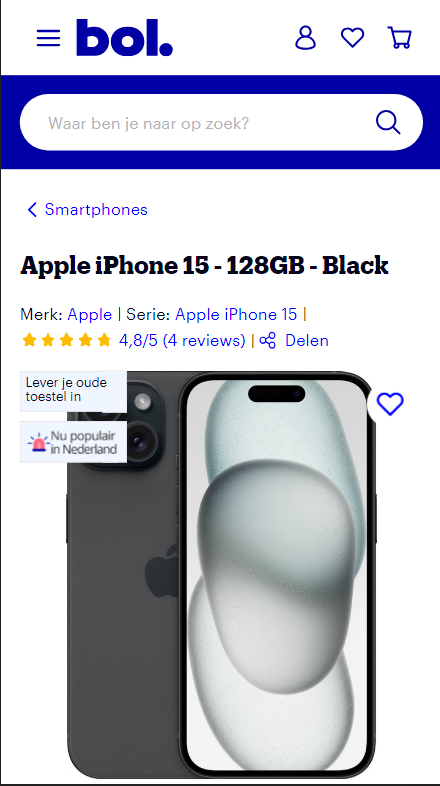 bol.
Waar ben je naar op zoek?
Smartphones
Apple iPhone 15 - 128GB - Black
Merk: Apple | Serie: Apple iPhone 15 |
4,8/5 (4 reviews) | Delen
Lever je oude
toestel in
Nu populair
in Nederland